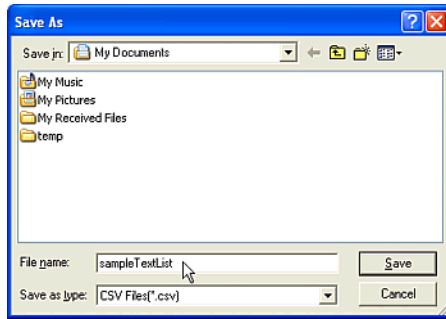 Save As
Save in: My Documents
My Music
My Pictures
My Received Files
temp
File name: sampleTextList Save
Save as type: CSV Files(*.csv) Cancel